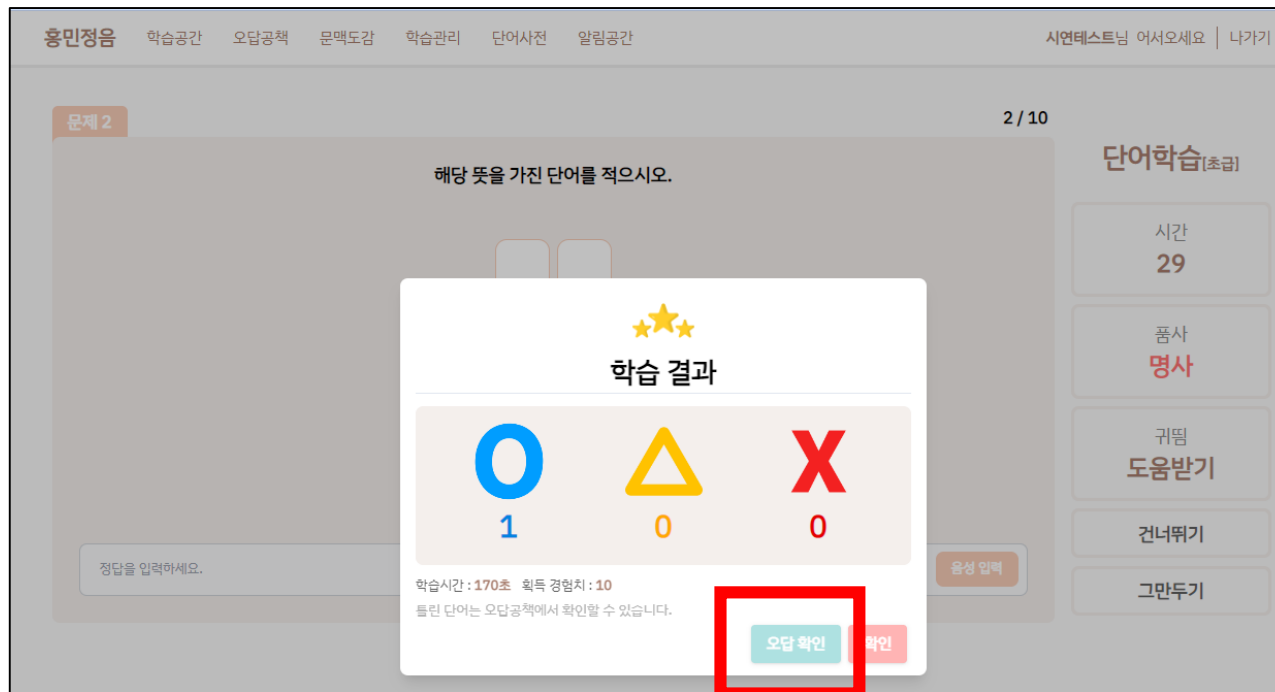 홍민정음 학습공간 오답공책 문맥도감 학습관리 단어사전 알림공간 시연테스트님 어서오세요 | 나가기
문제 2
2 / 10
해당 뜻을 가진 단어를 적으시오.
단어학습[초급]
시간
29
품사
명사
귀띔
도움받기
건너뛰기
그만두기
학습 결과
O △ X
1 0 0
학습시간 : 170초 획득 경험치 : 10
틀린 단어는 오답공책에서 확인할 수 있습니다.
오답 확인 확인
정답을 입력하세요.
음성 입력